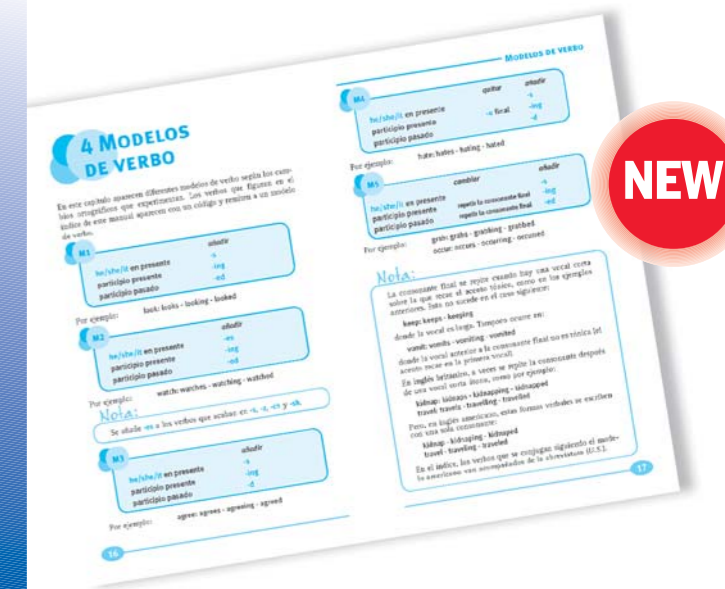 4 MODELOS
DE VERBO
En este capítulo aparecen diferentes modelos de verbo según los cam-
bios ortográficos que experimentan. Los verbos que figuran en el
índice de este manual aparecen con un código y remiten a un modelo
de verbo.
M1
añadir
he/she/it en presente -s
participio presente -ing
participio pasado -ed
Por ejemplo: look: looks - looking - looked
M2
añadir
he/she/it en presente -es
participio presente -ing
participio pasado -ed
Por ejemplo: watch: watches - watching - watched
Nota:
Se añade -es a los verbos que acaban en -s, -z, -ch y -sh.
M3
añadir
he/she/it en presente -s
participio presente -ing
participio pasado -d
Por ejemplo: agree: agrees - agreeing - agreed
16
MODELOS DE VERBO
M4
quitar añadir
he/she/it en presente -s
participio presente -e final -ing
participio pasado -d
Por ejemplo: hate: hates - hating - hated
M5
cambiar añadir
he/she/it en presente -s
participio presente repetir la consonante final -ing
participio pasado repetir la consonante final -ed
Por ejemplo: grab: grabs - grabbing - grabbed
occur: occurs - occurring - occurred
Nota:
La consonante final se repite cuando hay una vocal corta
sobre la que recae el acento tónico, como en los ejemplos
anteriores. Esto no sucede en el caso siguiente:
keep: keeps - keeping
donde la vocal es larga. Tampoco ocurre en:
vomit: vomits - vomiting - vomited
donde la vocal anterior a la consonante final no es tónica [el
acento recae en la primera vocal].
En inglés británico, a veces se repite la consonante después
de una vocal corta átona, como por ejemplo:
kidnap: kidnaps - kidnapping - kidnapped
travel: travels - travelling - travelled
Pero, en inglés americano, estas formas verbales se escriben
con una sola consonante:
kidnap - kidnaping - kidnaped
travel - traveling - traveled
En el índice, los verbos que se conjugan siguiendo el mode-
lo americano van acompañados de la abreviatura (U.S.).
17
NEW